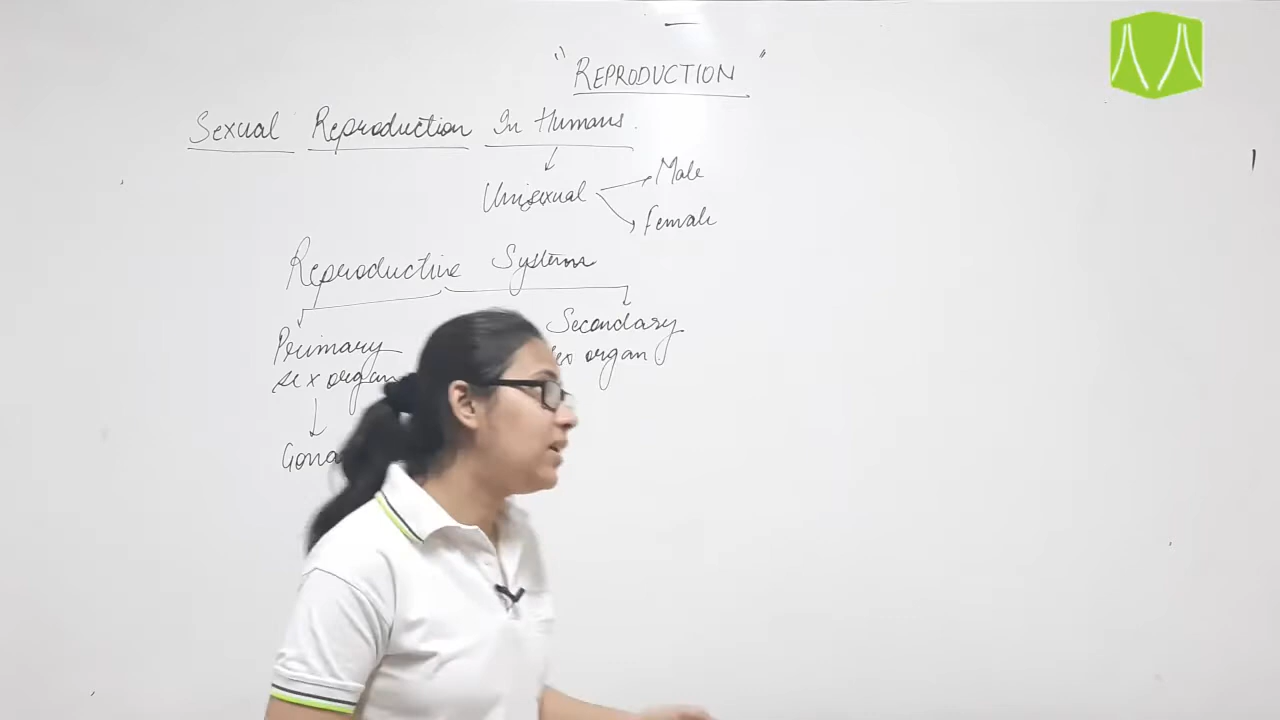 " REPRODUCTION "
Sexual Reproduction In Humans.
Unisexual
Male
Female
Reproductive System
Primary
sex organ
Secondary
organ